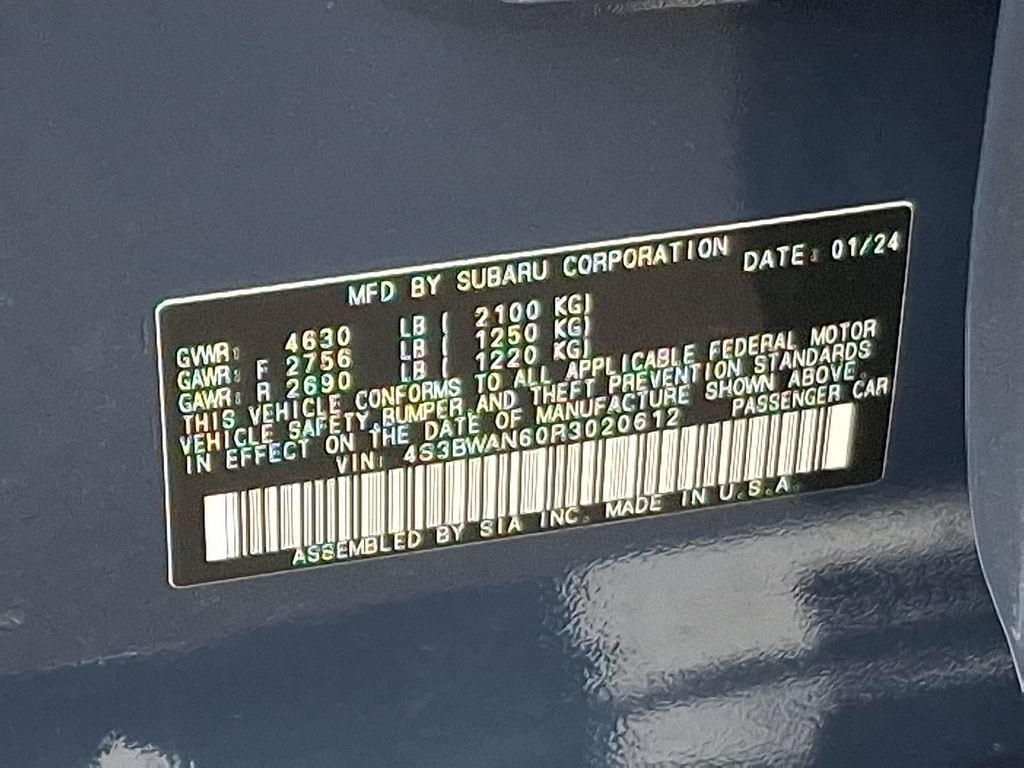 MFD BY SUBARU CORPORATION DATE: 01/24
GVWR: 4630 LB ( 2100 KG)
GAWR: F 2756 LB ( 1250 KG)
GAWR: R 2690 LB ( 1220 KG)
THIS VEHICLE CONFORMS TO ALL APPLICABLE FEDERAL MOTOR
VEHICLE SAFETY,BUMPER AND THEFT PREVENTION STANDARDS
IN EFFECT ON THE DATE OF MANUFACTURE SHOWN ABOVE.
VIN: 4S3BWAN60R3020612 PASSENGER CAR
ASSEMBLED BY SIA INC. MADE IN U.S.A.